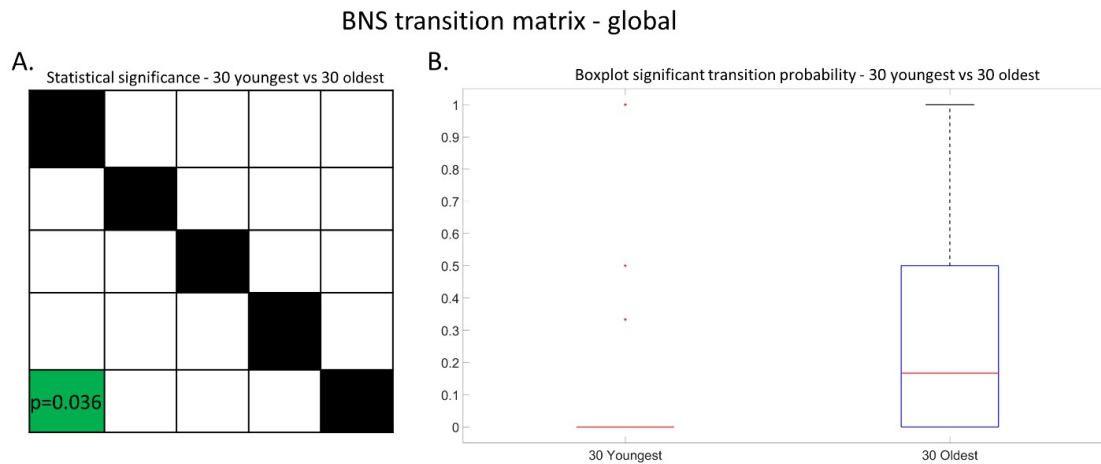 BNS transition matrix - global
A.
Statistical significance - 30 youngest vs 30 oldest
p=0.036
B.
Boxplot significant transition probability - 30 youngest vs 30 oldest
1
0.9
0.8
0.7
0.6
0.5
0.4
0.3
0.2
0.1
0
30 Youngest
30 Oldest